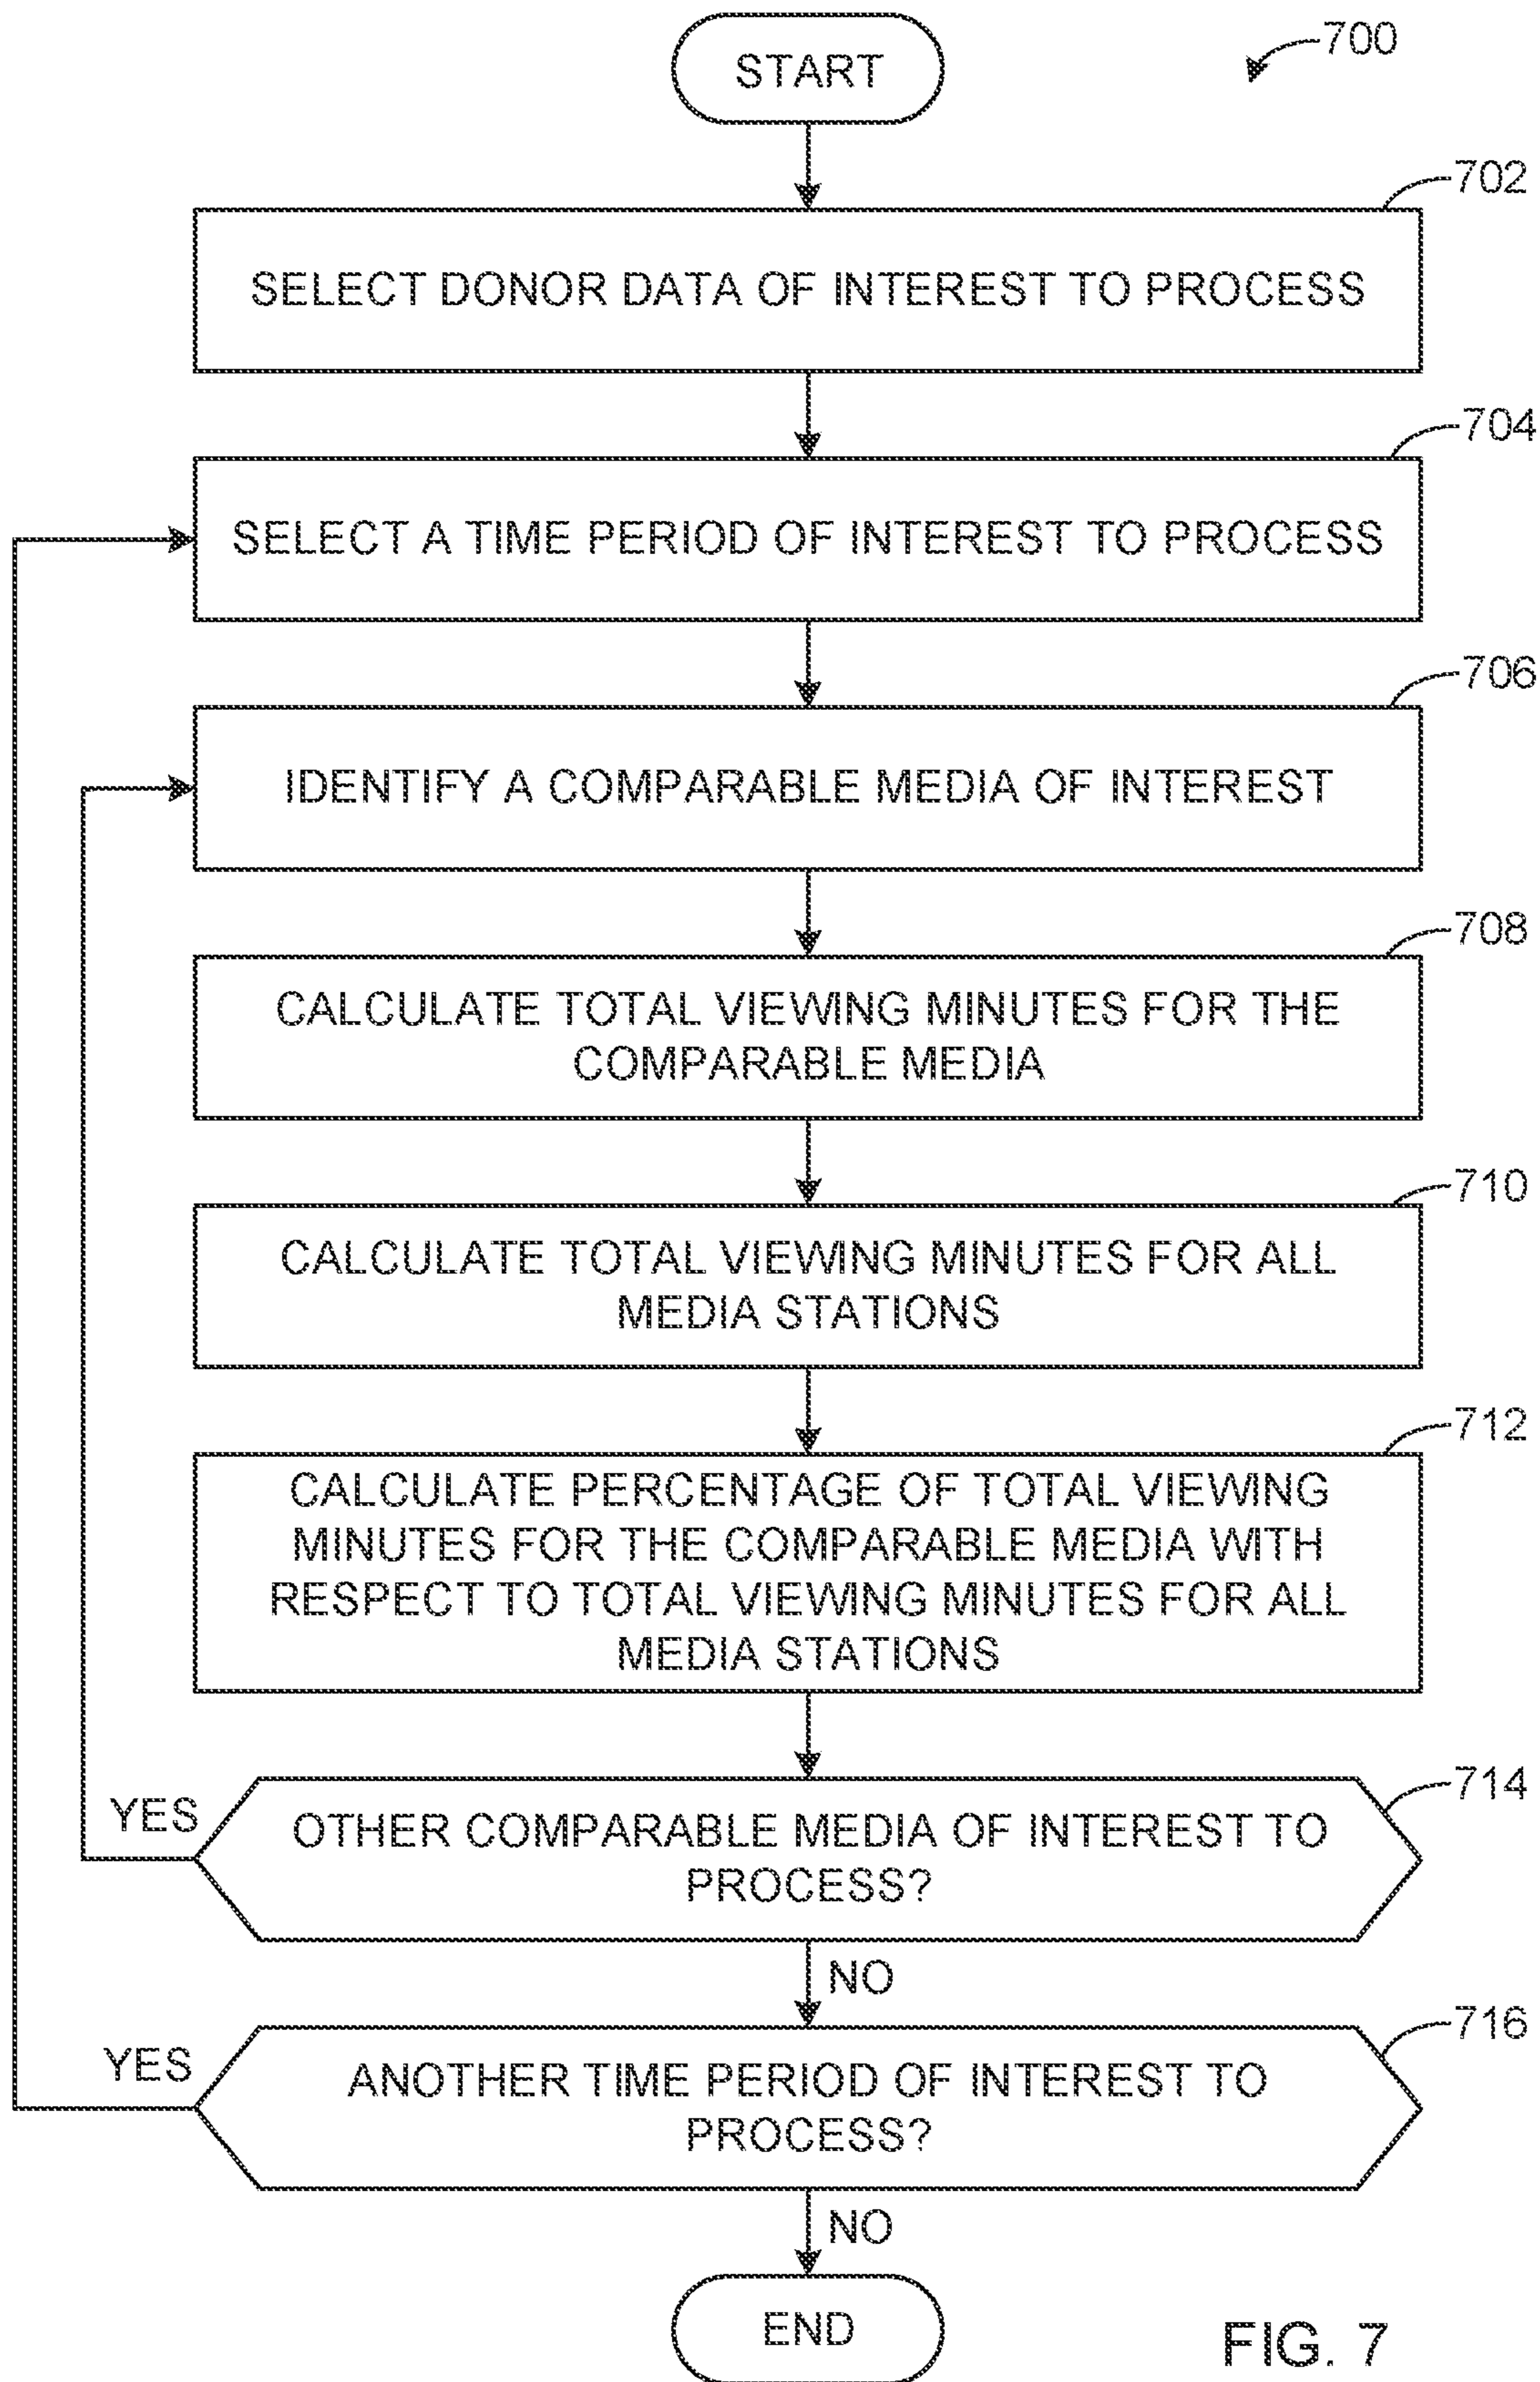 START
700
702
SELECT DONOR DATA OF INTEREST TO PROCESS
704
SELECT A TIME PERIOD OF INTEREST TO PROCESS
706
IDENTIFY A COMPARABLE MEDIA OF INTEREST
708
CALCULATE TOTAL VIEWING MINUTES FOR THE
COMPARABLE MEDIA
710
CALCULATE TOTAL VIEWING MINUTES FOR ALL
MEDIA STATIONS
712
CALCULATE PERCENTAGE OF TOTAL VIEWING
MINUTES FOR THE COMPARABLE MEDIA WITH
RESPECT TO TOTAL VIEWING MINUTES FOR ALL
MEDIA STATIONS
714
YES
OTHER COMPARABLE MEDIA OF INTEREST TO
PROCESS?
NO
716
YES
ANOTHER TIME PERIOD OF INTEREST TO
PROCESS?
NO
END
FIG. 7